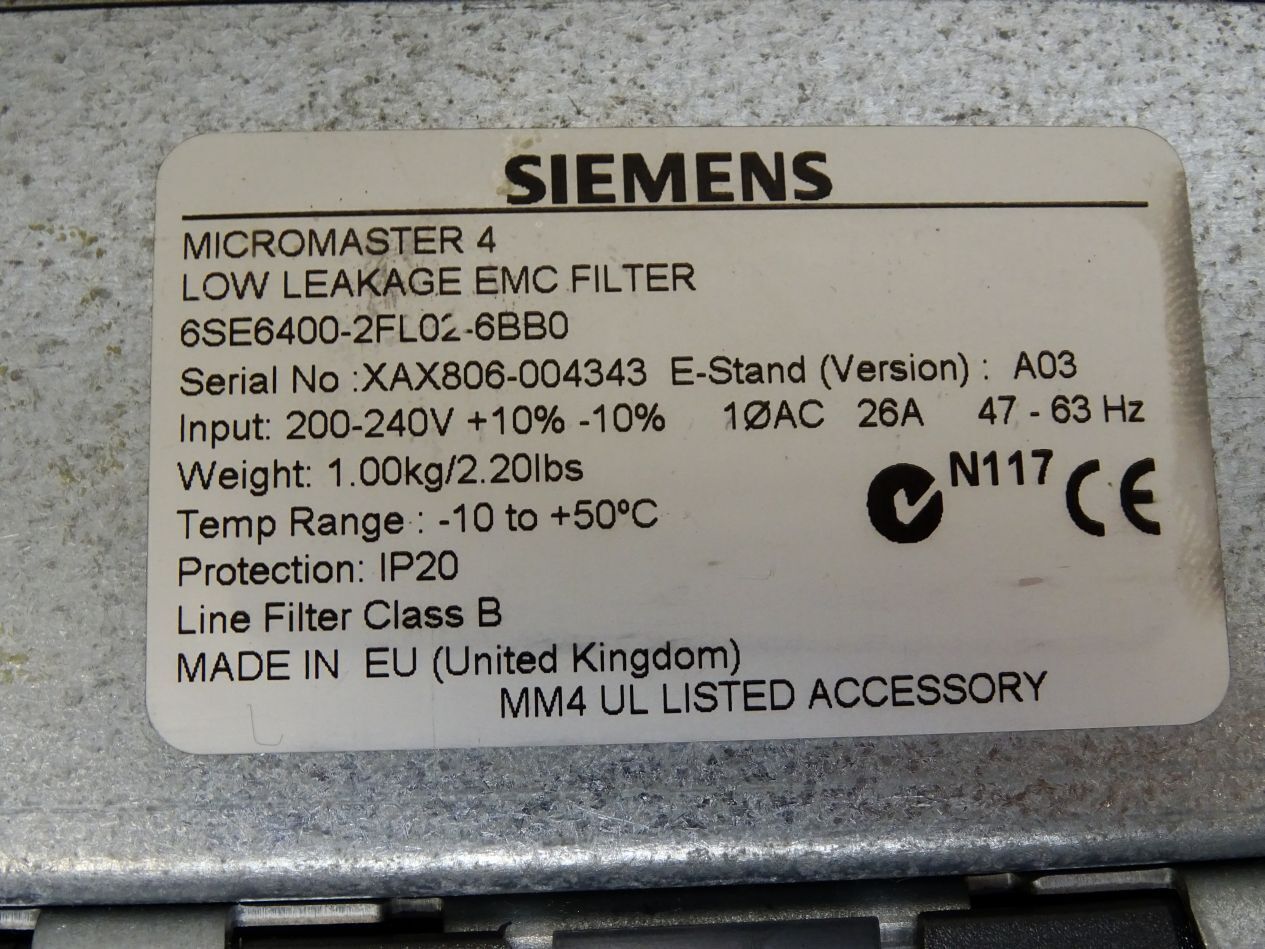 SIEMENS
MICROMASTER 4
LOW LEAKAGE EMC FILTER
6SE6400-2FL02-6BB0
Serial No :XAX806-004343 E-Stand (Version) : A03
Input: 200-240V +10% -10% 1ØAC 26A 47 - 63 Hz
Weight: 1.00kg/2.20lbs
N117 CE
Temp Range : -10 to +50ºC
Protection: IP20
Line Filter Class B
MADE IN EU (United Kingdom)
MM4 UL LISTED ACCESSORY